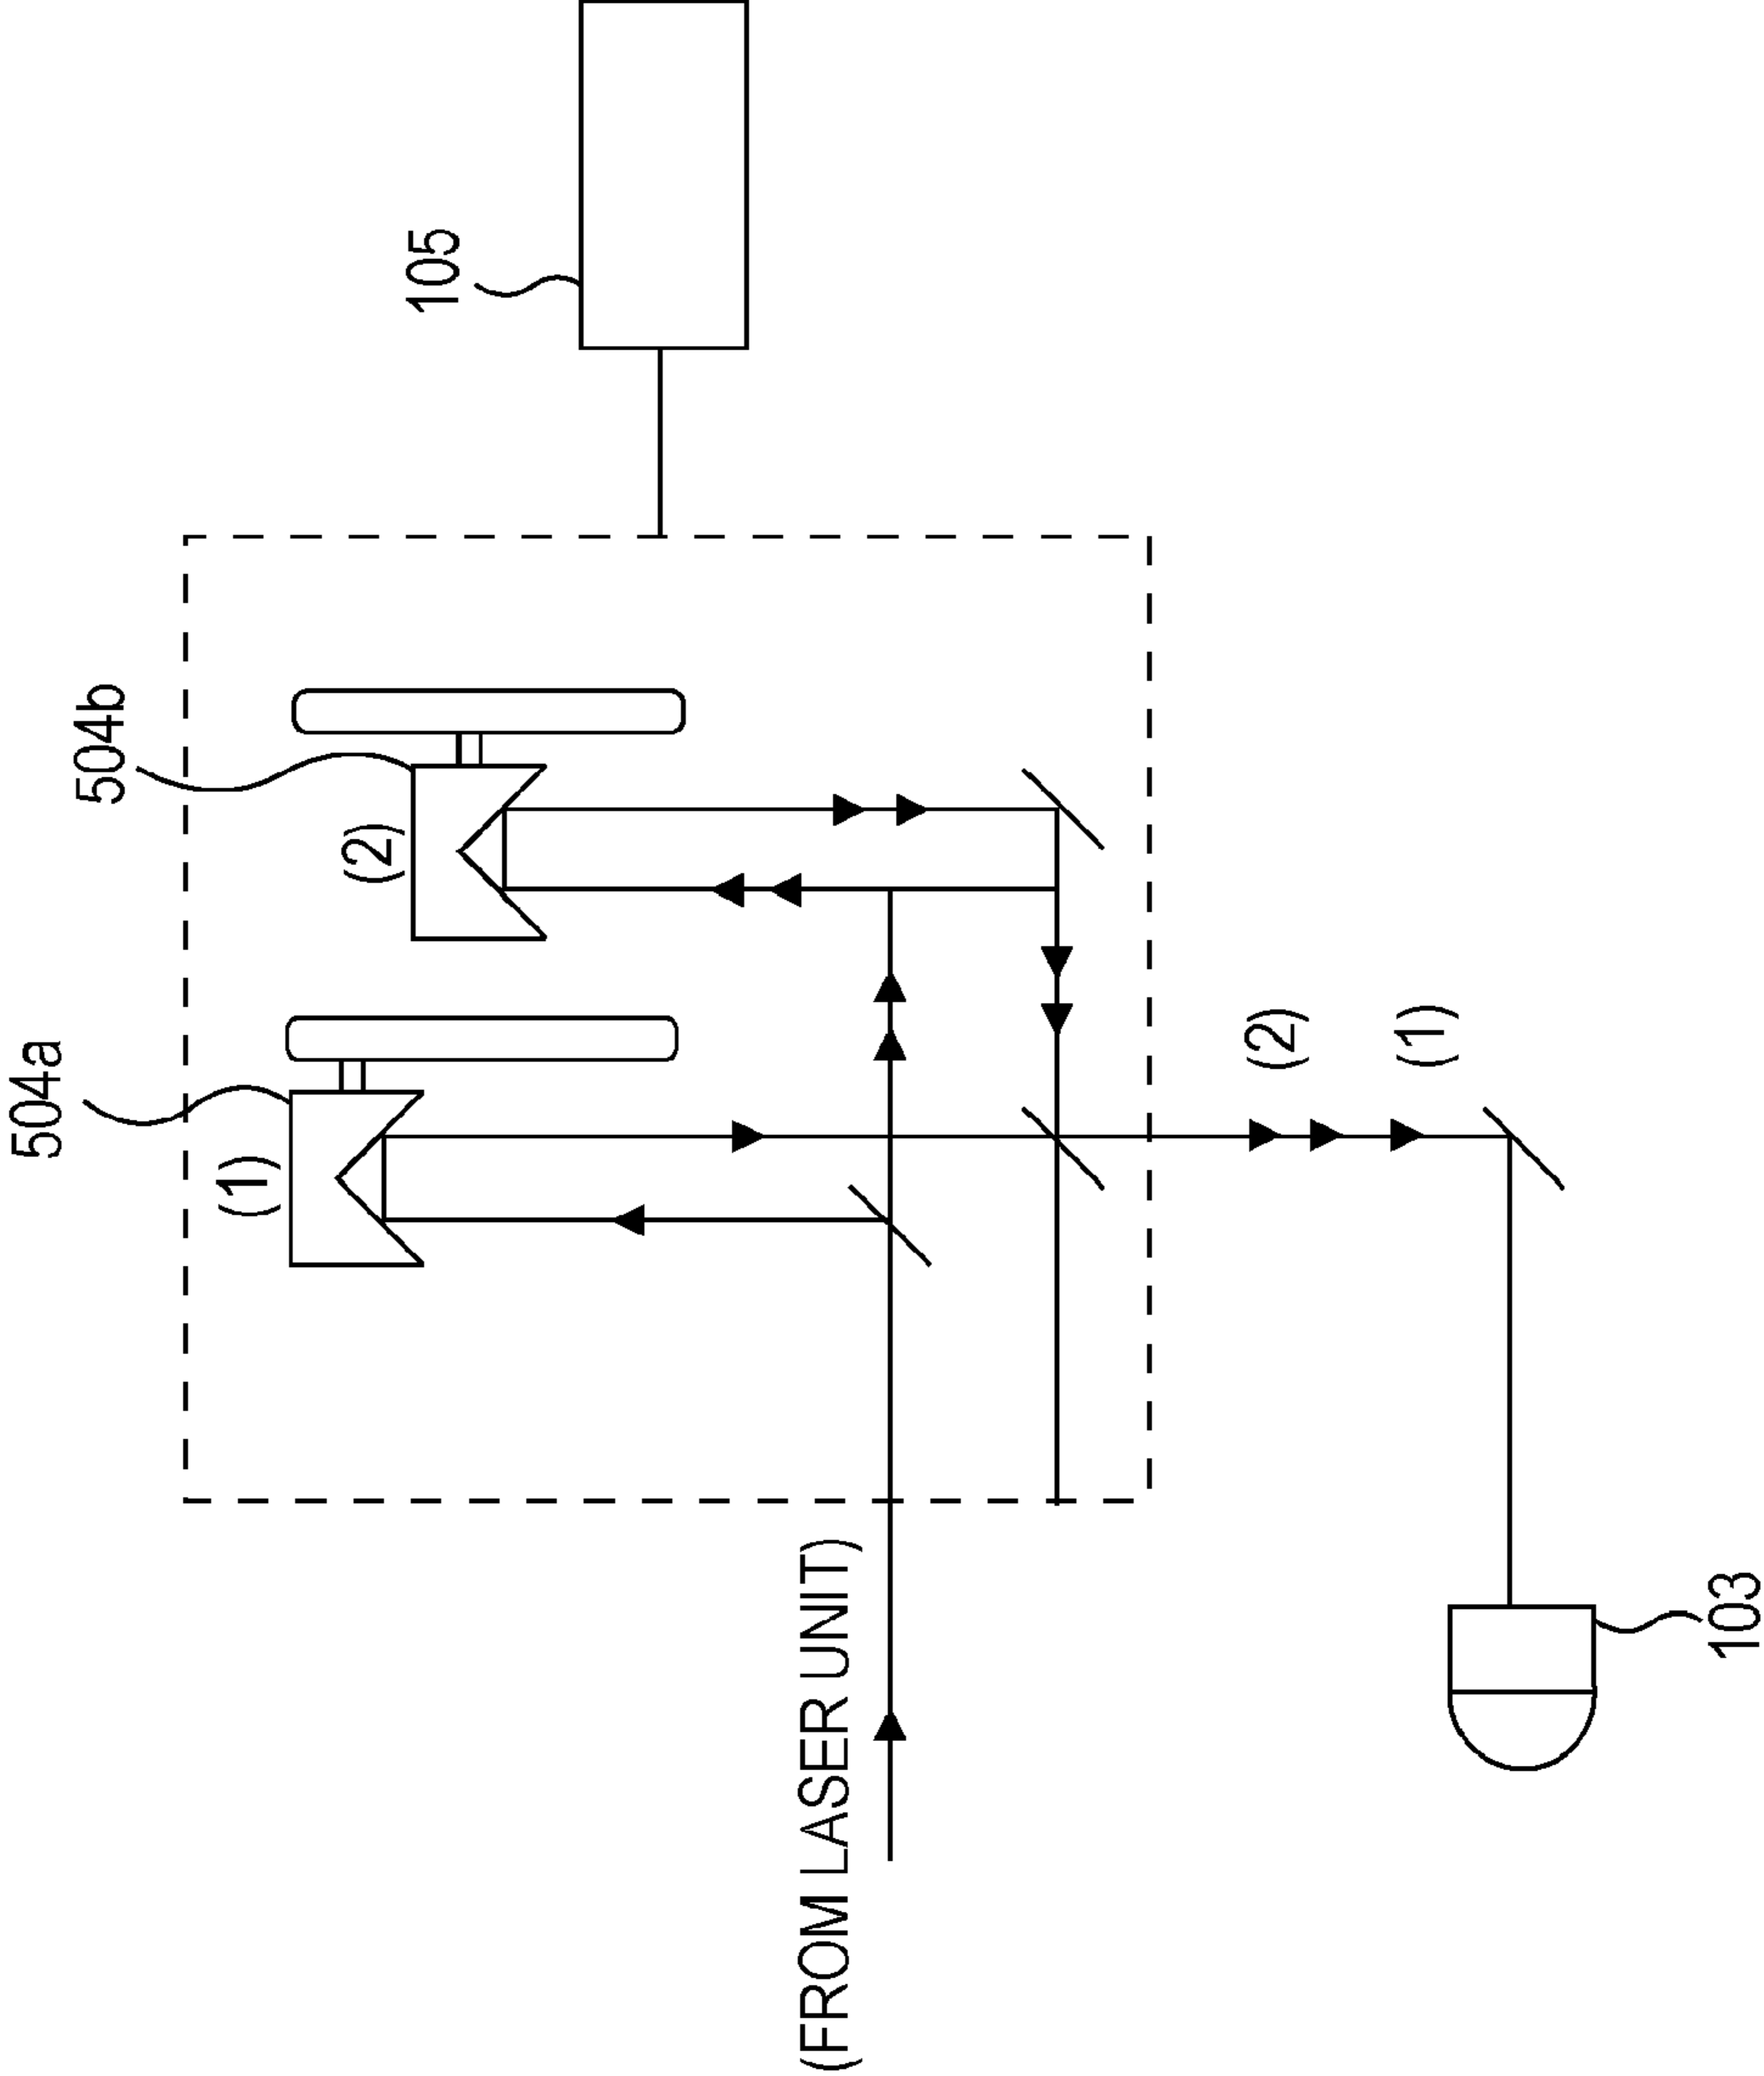 504a
(1)
504b
(2)
105
(FROM LASER UNIT)
(2)
(1)
103